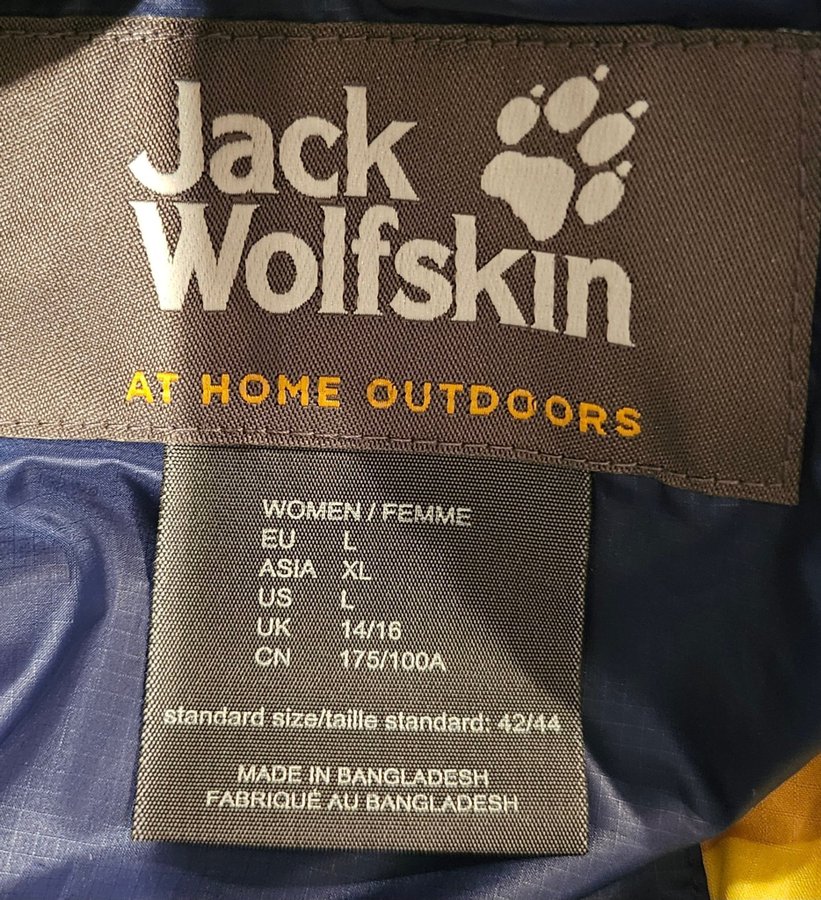 Jack
Wolfskin
AT HOME OUTDOORS
WOMEN / FEMME
EU L
ASIA XL
US L
UK 14/16
CN 175/100A
standard size/taille standard: 42/44
MADE IN BANGLADESH
FABRIQUÉ AU BANGLADESH